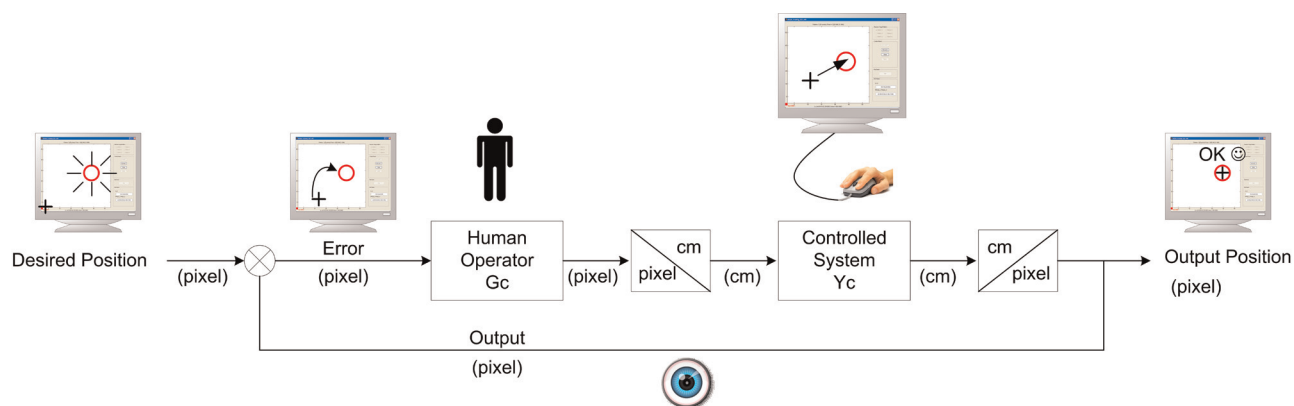 OK
Desired Position
(pixel)
Error
(pixel)
Human
Operator
Gc
(pixel)
cm
pixel
(cm)
Controlled
System
Yc
(cm)
cm
pixel
Output Position
(pixel)
Output
(pixel)